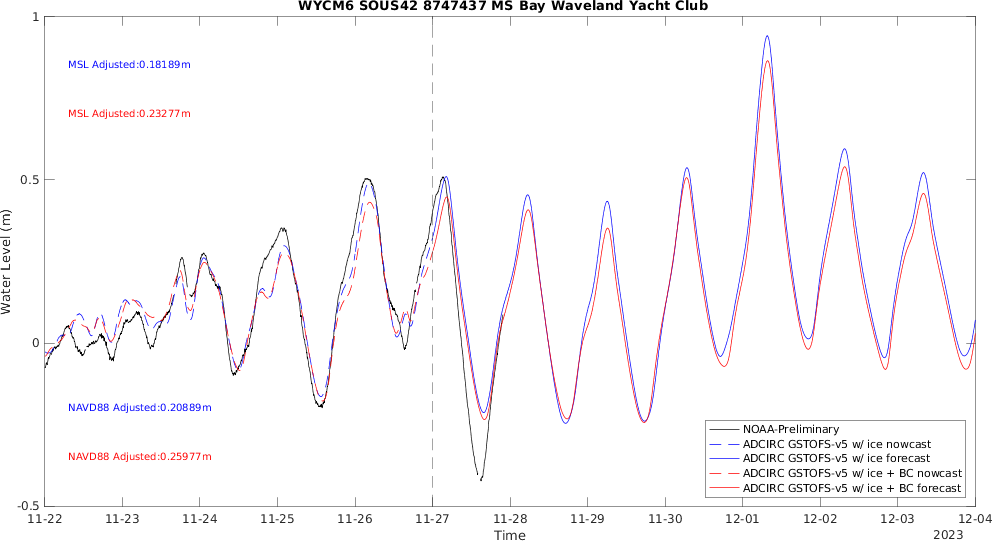 WYCM6 SOUS42 8747437 MS Bay Waveland Yacht Club
1
0.5
0
-0.5
Water Level (m)
MSL Adjusted:0.18189m
MSL Adjusted:0.23277m
NAVD88 Adjusted:0.20889m
NAVD88 Adjusted:0.25977m
NOAA-Preliminary
ADCIRC GSTOFS-v5 w/ ice nowcast
ADCIRC GSTOFS-v5 w/ ice forecast
ADCIRC GSTOFS-v5 w/ ice + BC nowcast
ADCIRC GSTOFS-v5 w/ ice + BC forecast
11-22 11-23 11-24 11-25 11-26 11-27 11-28 11-29 11-30 12-01 12-02 12-03 12-04
Time
2023